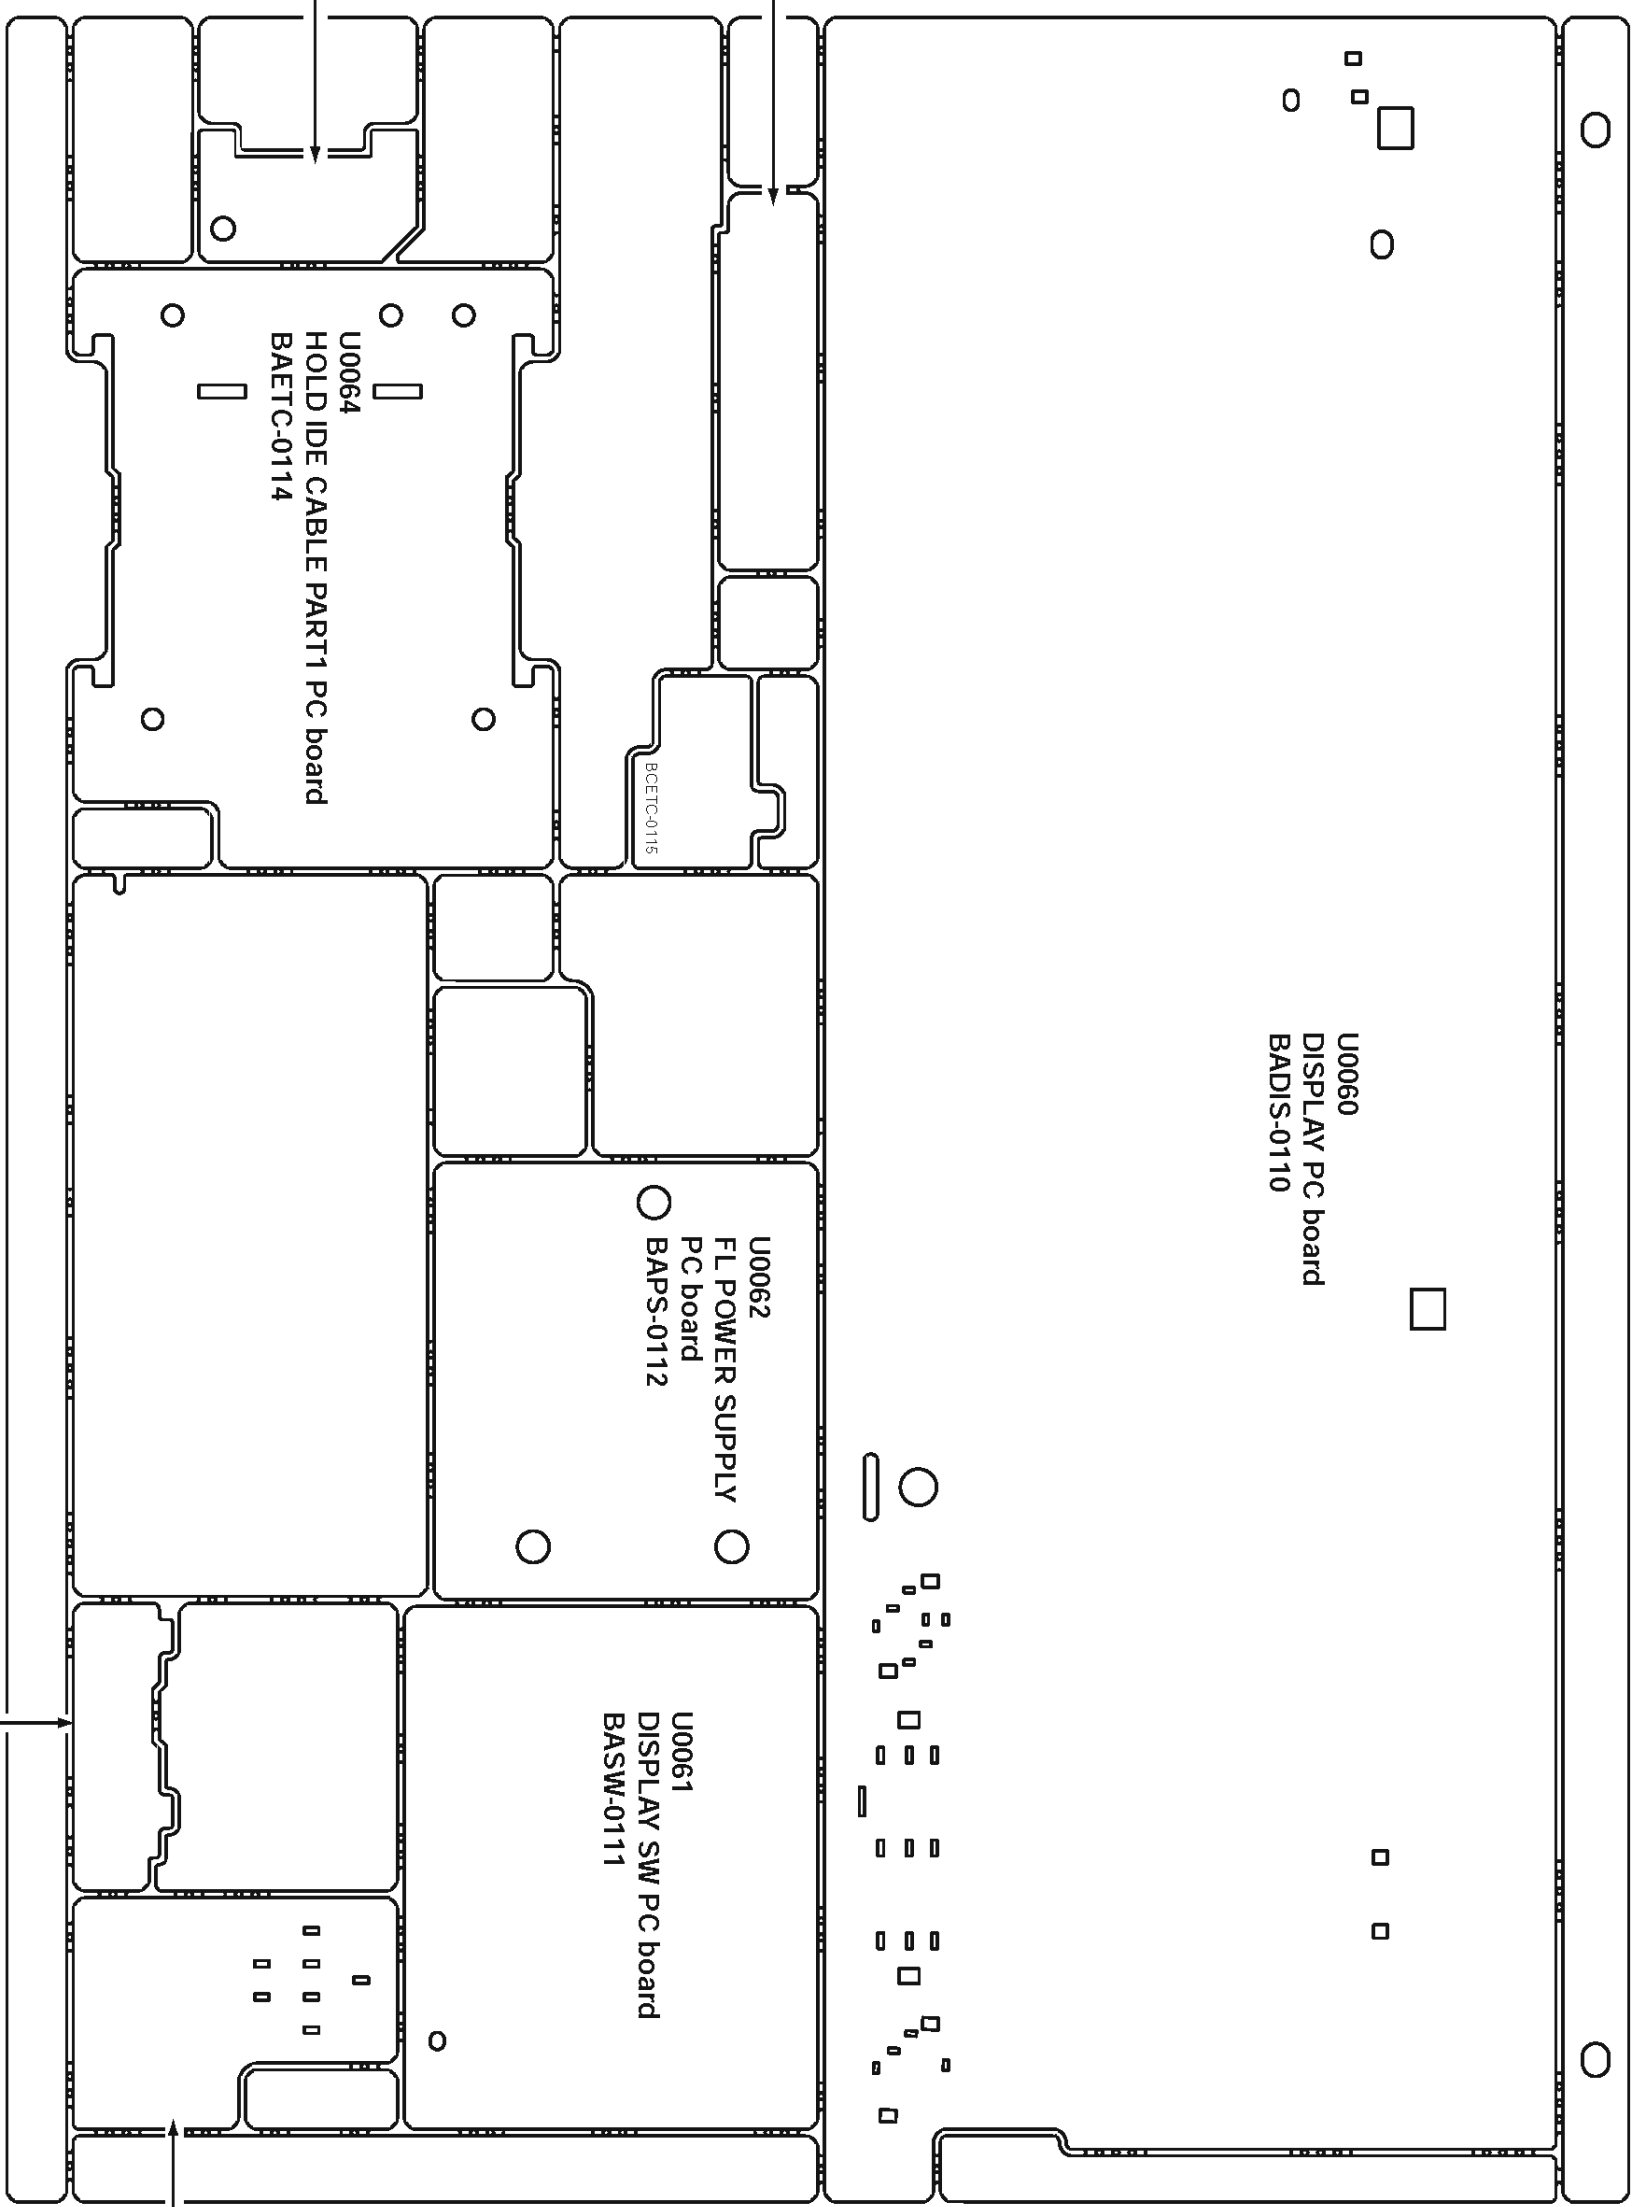 U0064
HOLD IDE CABLE PART1 PC board
BAETC-0114
BCETC-0115
U0060
DISPLAY PC board
BADIS-0110
U0062
FL POWER SUPPLY
PC board
BAPS-0112
U0061
DISPLAY SW PC board
BASW-0111